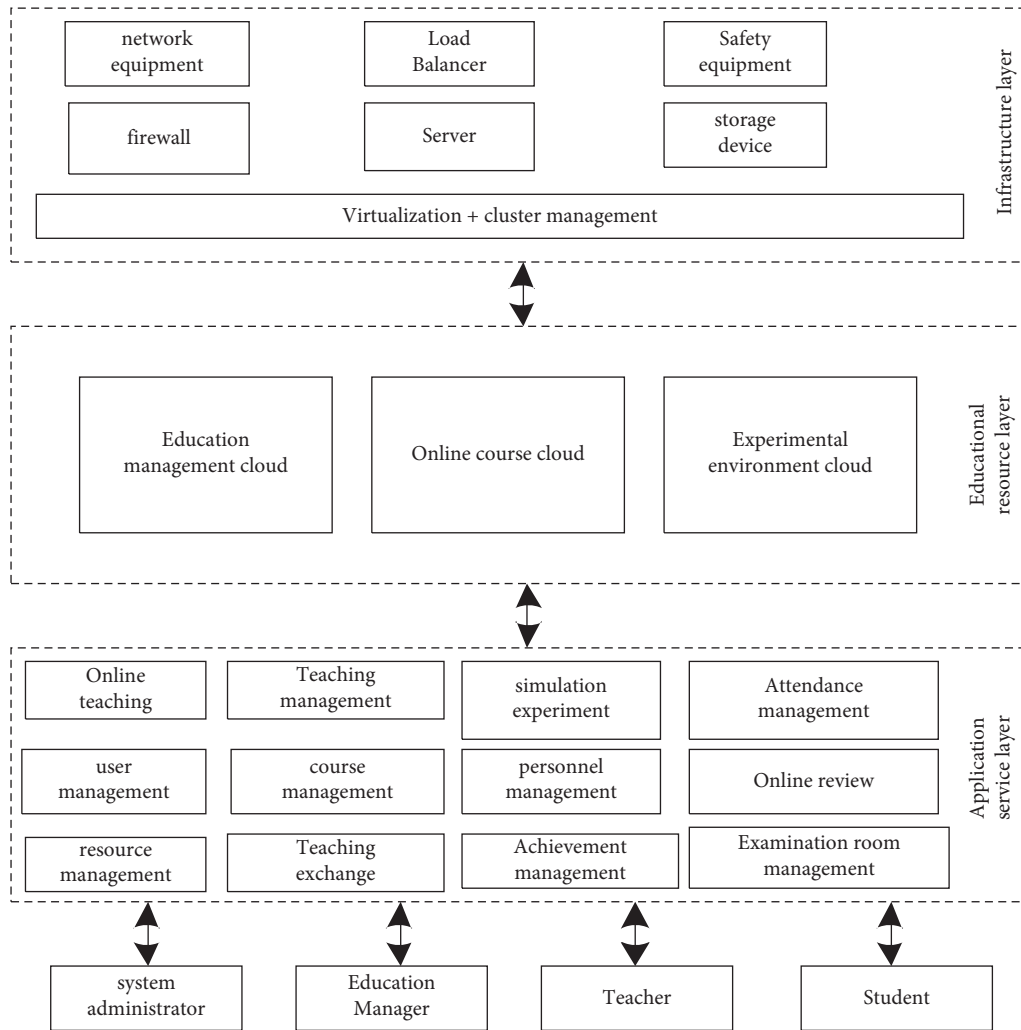 network
equipment
Load
Balancer
Safety
equipment
firewall
Server
storage
device
Virtualization + cluster management
Infrastructure layer
Education
management cloud
Online course cloud
Experimental
environment cloud
Educational
resource layer
Online
teaching
Teaching
management
simulation
experiment
Attendance
management
user
management
course
management
personnel
management
Online review
resource
management
Teaching
exchange
Achievement
management
Examination room
management
Application
service layer
system
administrator
Education
Manager
Teacher
Student